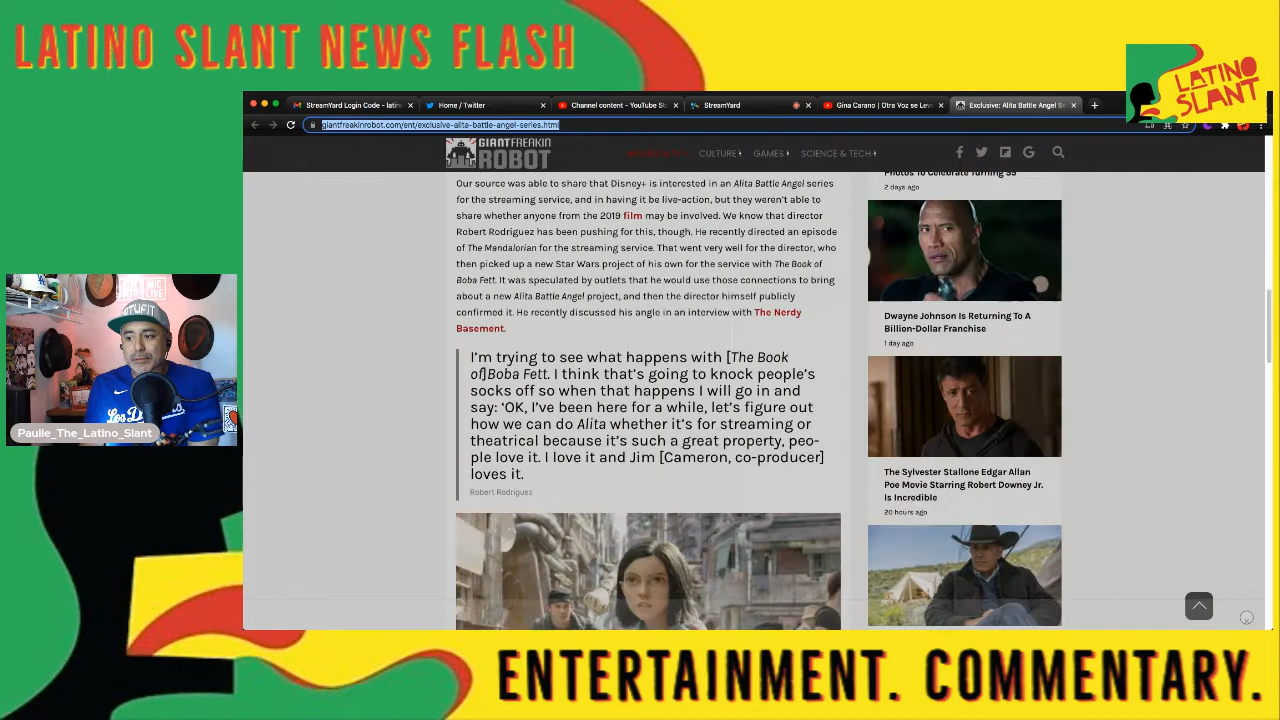 LATINO SLANT NEWS FLASH
LATINO
SLANT
StreamYard Login Code - latin
Home / Twitter
Channel content - YouTube St
StreamYard
Gina Carano | Otra Voz se Lev
Exclusive: Alita Battle Angel S
giantfreakinrobot.com/ent/exclusive-alita-battle-angel-series.html
GIANTFREAKIN
ROBOT
CULTURE
GAMES
SCIENCE & TECH
Our source was able to share that Disney+ is interested in an Alita Battle Angel series
for the streaming service, and in having it be live-action, but they weren't able to
share whether anyone from the 2019 film may be involved. We know that director
Robert Rodriguez has been pushing for this, though. He recently directed an episode
of The Mandalorian for the streaming service. That went very well for the director, who
then picked up a new Star Wars project of his own for the service with The Book of
Boba Fett. It was speculated by outlets that he would use those connections to bring
about a new Alita Battle Angel project, and then the director himself publicly
confirmed it. He recently discussed his angle in an interview with The Nerdy
Basement.
I'm trying to see what happens with [The Book
of]Boba Fett. I think that's going to knock people's
socks off so when that happens I will go in and
say: 'OK, I've been here for a while, let's figure out
how we can do Alita whether it's for streaming or
theatrical because it's such a great property, peo-
ple love it. I love it and Jim [Cameron, co-producer]
loves it.
Robert Rodriguez
Photos To Celebrate Turning 55
2 days ago
Dwayne Johnson Is Returning To A
Billion-Dollar Franchise
1 day ago
The Sylvester Stallone Edgar Allan
Poe Movie Starring Robert Downey Jr.
Is Incredible
20 hours ago
Paulie_The_Latino_Slant
ENTERTAINMENT. COMMENTARY.